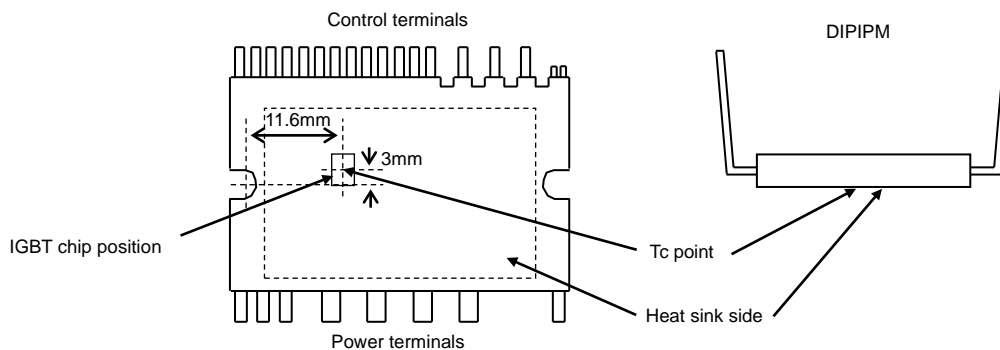 Control terminals
DIPIPM
11.6mm
3mm
IGBT chip position
Tc point
Heat sink side
Power terminals